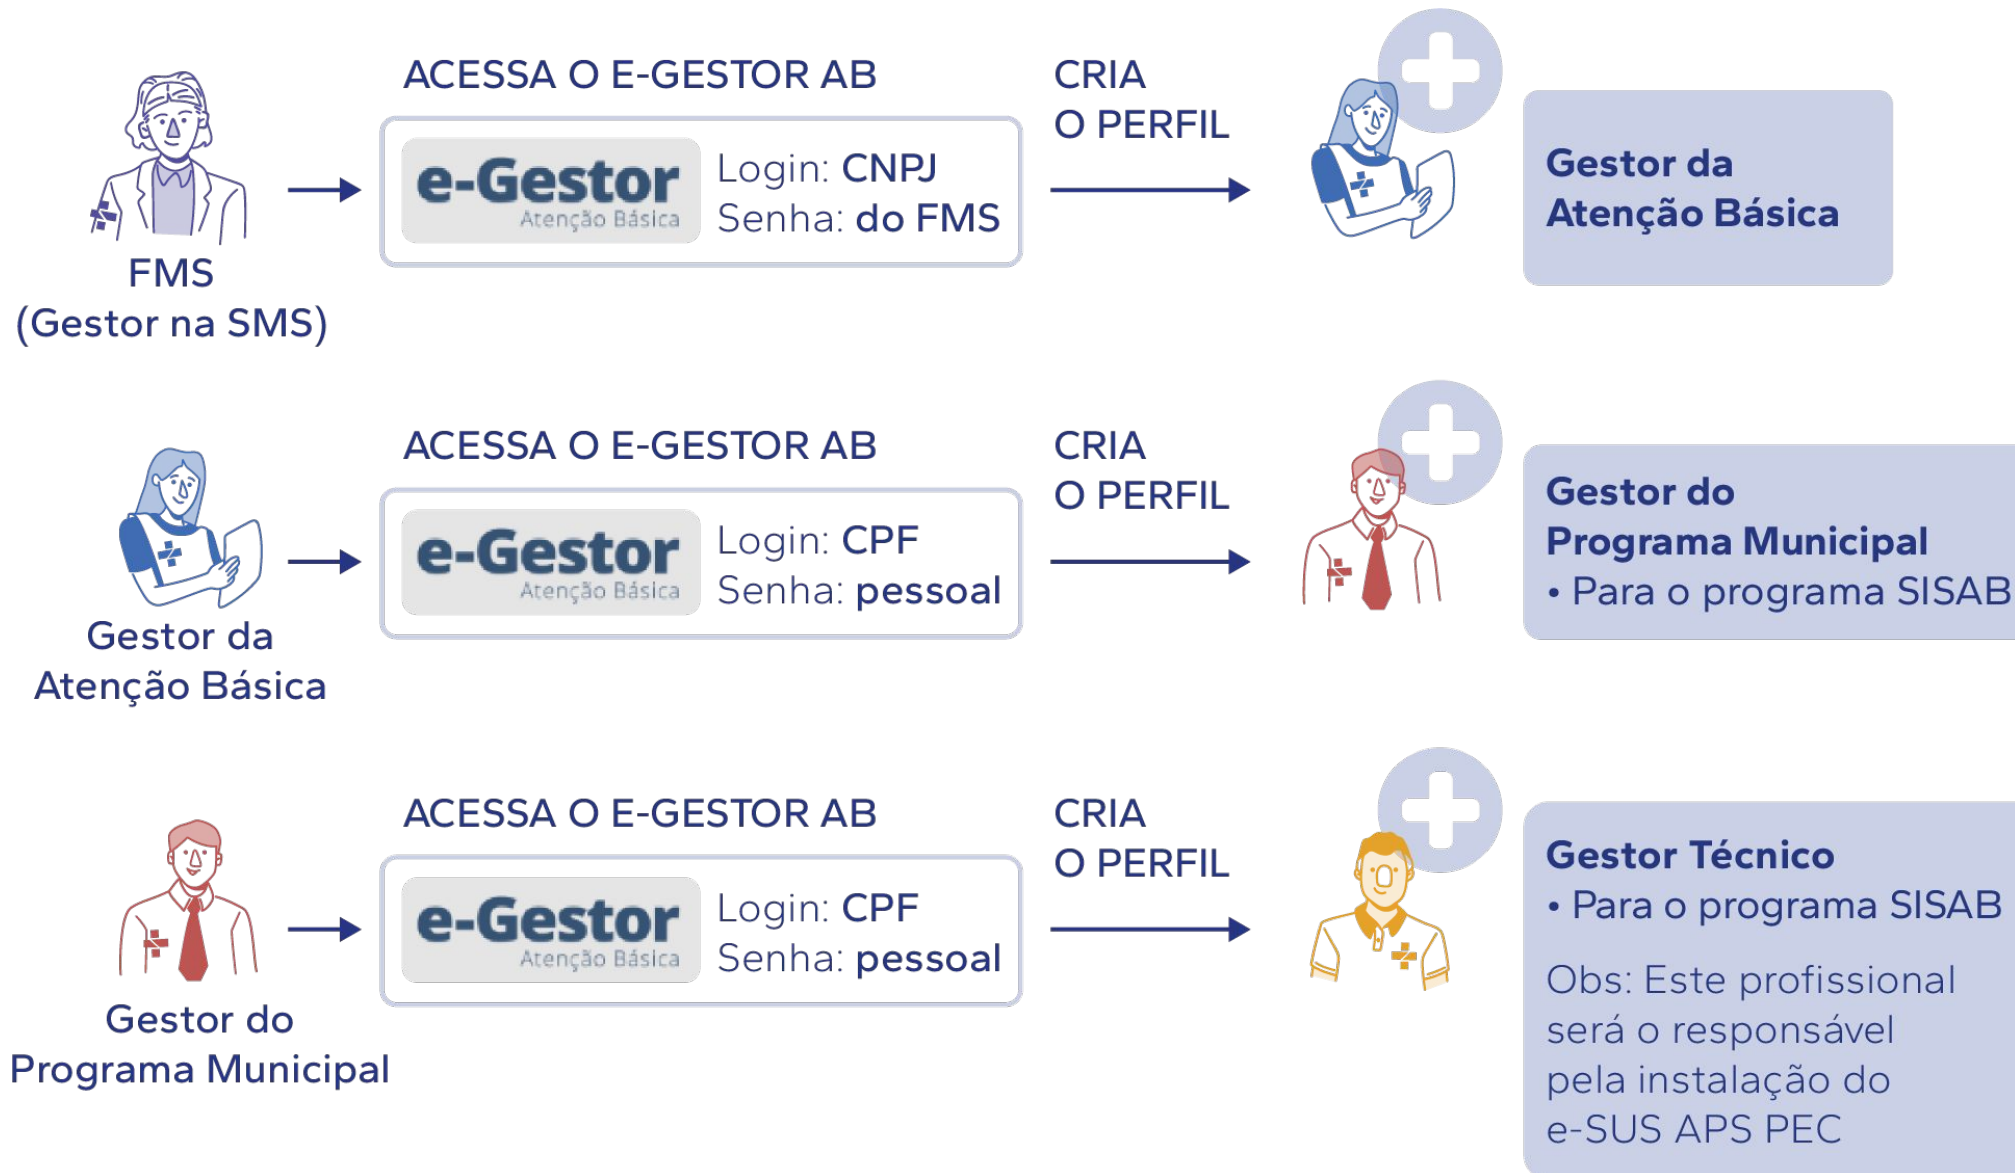 ACESSA O E-GESTOR AB
CRIA
O PERFIL
e-Gestor
Atenção Básica
Login: CNPJ
Senha: do FMS
Gestor da
Atenção Básica
FMS
(Gestor na SMS)
ACESSA O E-GESTOR AB
CRIA
O PERFIL
e-Gestor
Atenção Básica
Login: CPF
Senha: pessoal
Gestor do
Programa Municipal
• Para o programa SISAB
Gestor da
Atenção Básica
ACESSA O E-GESTOR AB
CRIA
O PERFIL
e-Gestor
Atenção Básica
Login: CPF
Senha: pessoal
Gestor Técnico
• Para o programa SISAB
Obs: Este profissional
será o responsável
pela instalação do
e-SUS APS PEC
Gestor do
Programa Municipal